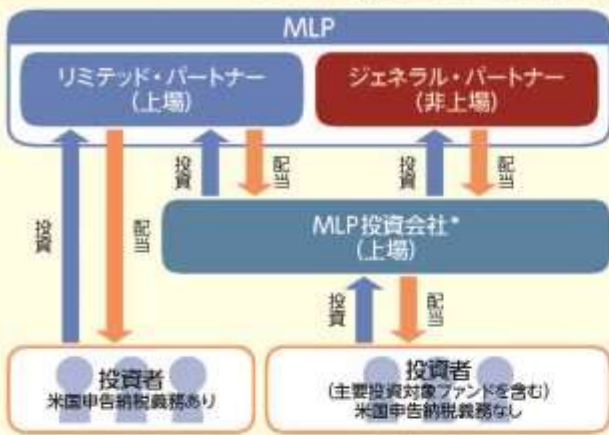 MLP
リミテッド・パートナー
(上場)
ジェネラル・パートナー
(非上場)
投資
配当
投資
配当
投資
配当
MLP投資会社*
(上場)
投資
配当
投資者
米国申告納税義務あり
投資者
(主要投資対象ファンドを含む)
米国申告納税義務なし